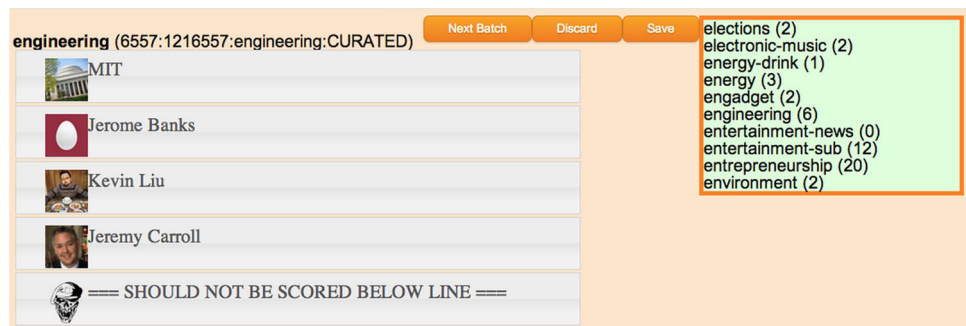 engineering (6557:1216557:engineering:CURATED)
Next Batch
Discard
Save
MIT
Jerome Banks
Kevin Liu
Jeremy Carroll
=== SHOULD NOT BE SCORED BELOW LINE ===
elections (2)
electronic-music (2)
energy-drink (1)
energy (3)
engadget (2)
engineering (6)
entertainment-news (0)
entertainment-sub (12)
entrepreneurship (20)
environment (2)